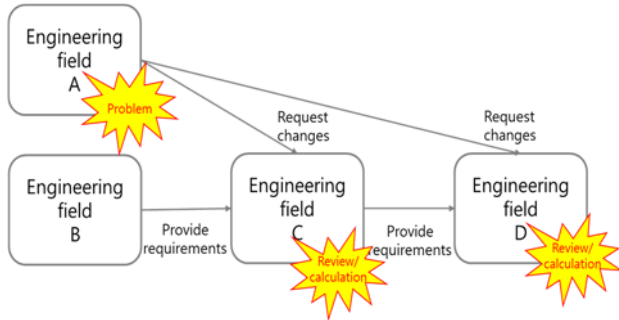 Engineering
field
A
Problem
Request
changes
Request
changes
Engineering
field
B
Provide
requirements
Engineering
field
C
Review/
calculation
Provide
requirements
Engineering
field
D
Review/
calculation